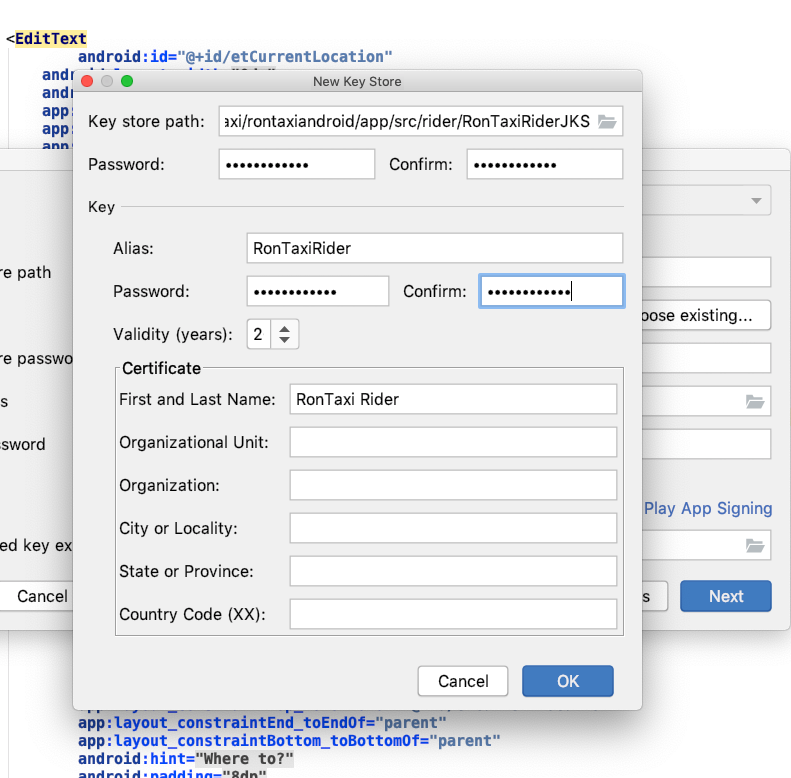 <EditText
android:id="@+id/etCurrentLocation"
andr
New Key Store
andr
app:
app:
Key store path: axi/rontaxiandroid/app/src/rider/RonTaxiRiderJKS
Password: •••••••••••• Confirm: ••••••••••••
Key
Alias: RonTaxiRider
re path
Password: •••••••••••• Confirm: ••••••••••••
oose existing...
Validity (years): 2
re passwo
Certificate
First and Last Name: RonTaxi Rider
s
Organizational Unit:
sword
Organization:
Play App Signing
City or Locality:
ed key ex
State or Province:
Cancel
s
Next
Country Code (XX):
Cancel
OK
app:layout_constraintEnd_toEndOf="parent"
app:layout_constraintBottom_toBottomOf="parent"
android:hint="Where to?"
android:padding="8dp"